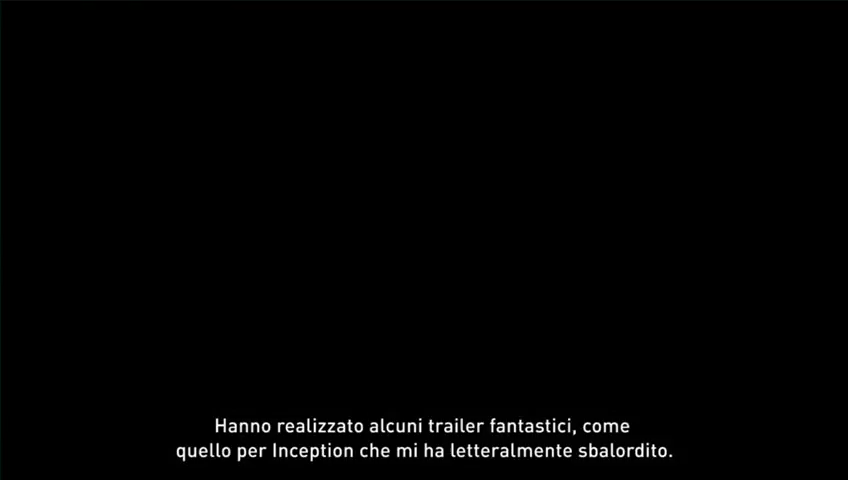 Hanno realizzato alcuni trailer fantastici, come
quello per Inception che mi ha letteralmente sbalordito.